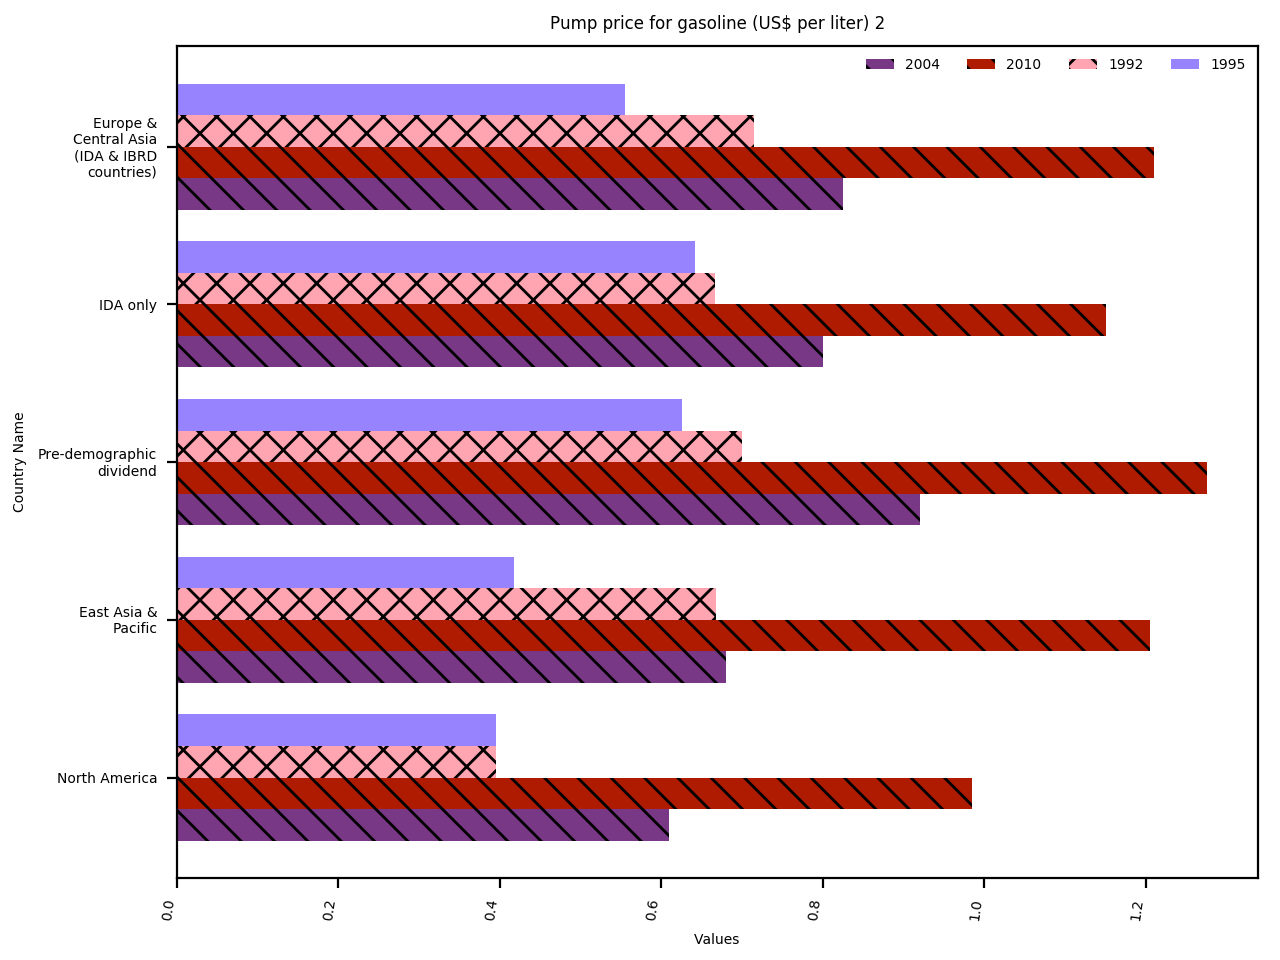 Pump price for gasoline (US$ per liter) 2
2004
2010
1992
1995
Europe &
Central Asia
(IDA & IBRD
countries)
IDA only
Pre-demographic
dividend
East Asia &
Pacific
North America
Country Name
0.0
0.2
0.4
0.6
0.8
1.0
1.2
Values